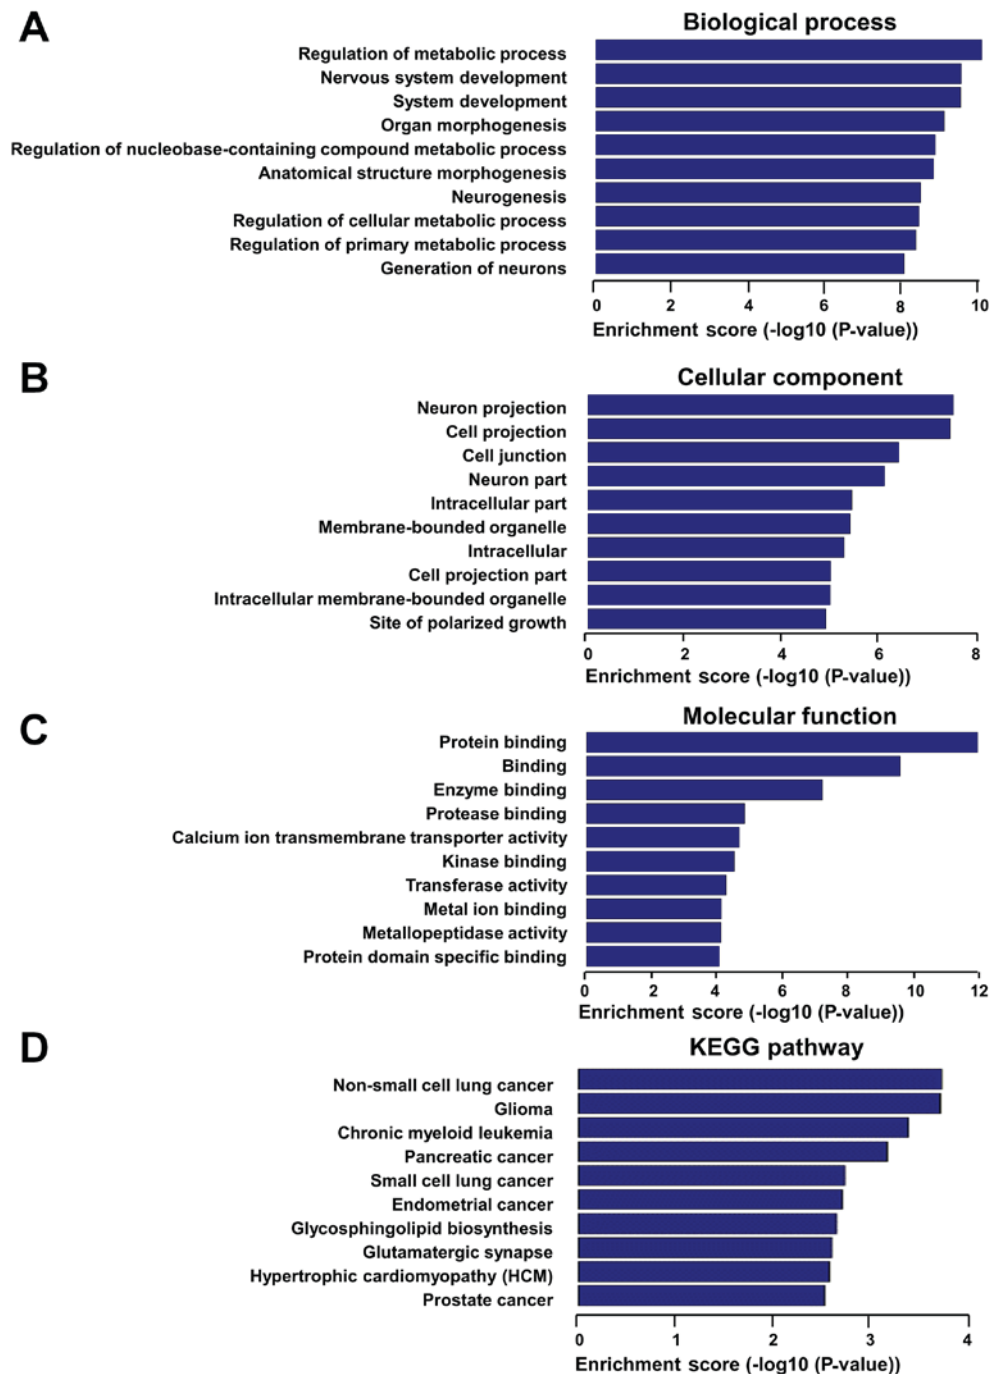 A
Biological process
Regulation of metabolic process
Nervous system development
System development
Organ morphogenesis
Regulation of nucleobase-containing compound metabolic process
Anatomical structure morphogenesis
Neurogenesis
Regulation of cellular metabolic process
Regulation of primary metabolic process
Generation of neurons
0 2 4 6 8 10
Enrichment score (-log10 (P-value))
B
Cellular component
Neuron projection
Cell projection
Cell junction
Neuron part
Intracellular part
Membrane-bounded organelle
Intracellular
Cell projection part
Intracellular membrane-bounded organelle
Site of polarized growth
0 2 4 6 8
Enrichment score (-log10 (P-value))
C
Molecular function
Protein binding
Binding
Enzyme binding
Protease binding
Calcium ion transmembrane transporter activity
Kinase binding
Transferase activity
Metal ion binding
Metallopeptidase activity
Protein domain specific binding
0 2 4 6 8 10 12
Enrichment score (-log10 (P-value))
D
KEGG pathway
Non-small cell lung cancer
Glioma
Chronic myeloid leukemia
Pancreatic cancer
Small cell lung cancer
Endometrial cancer
Glycosphingolipid biosynthesis
Glutamatergic synapse
Hypertrophic cardiomyopathy (HCM)
Prostate cancer
0 1 2 3 4
Enrichment score (-log10 (P-value))